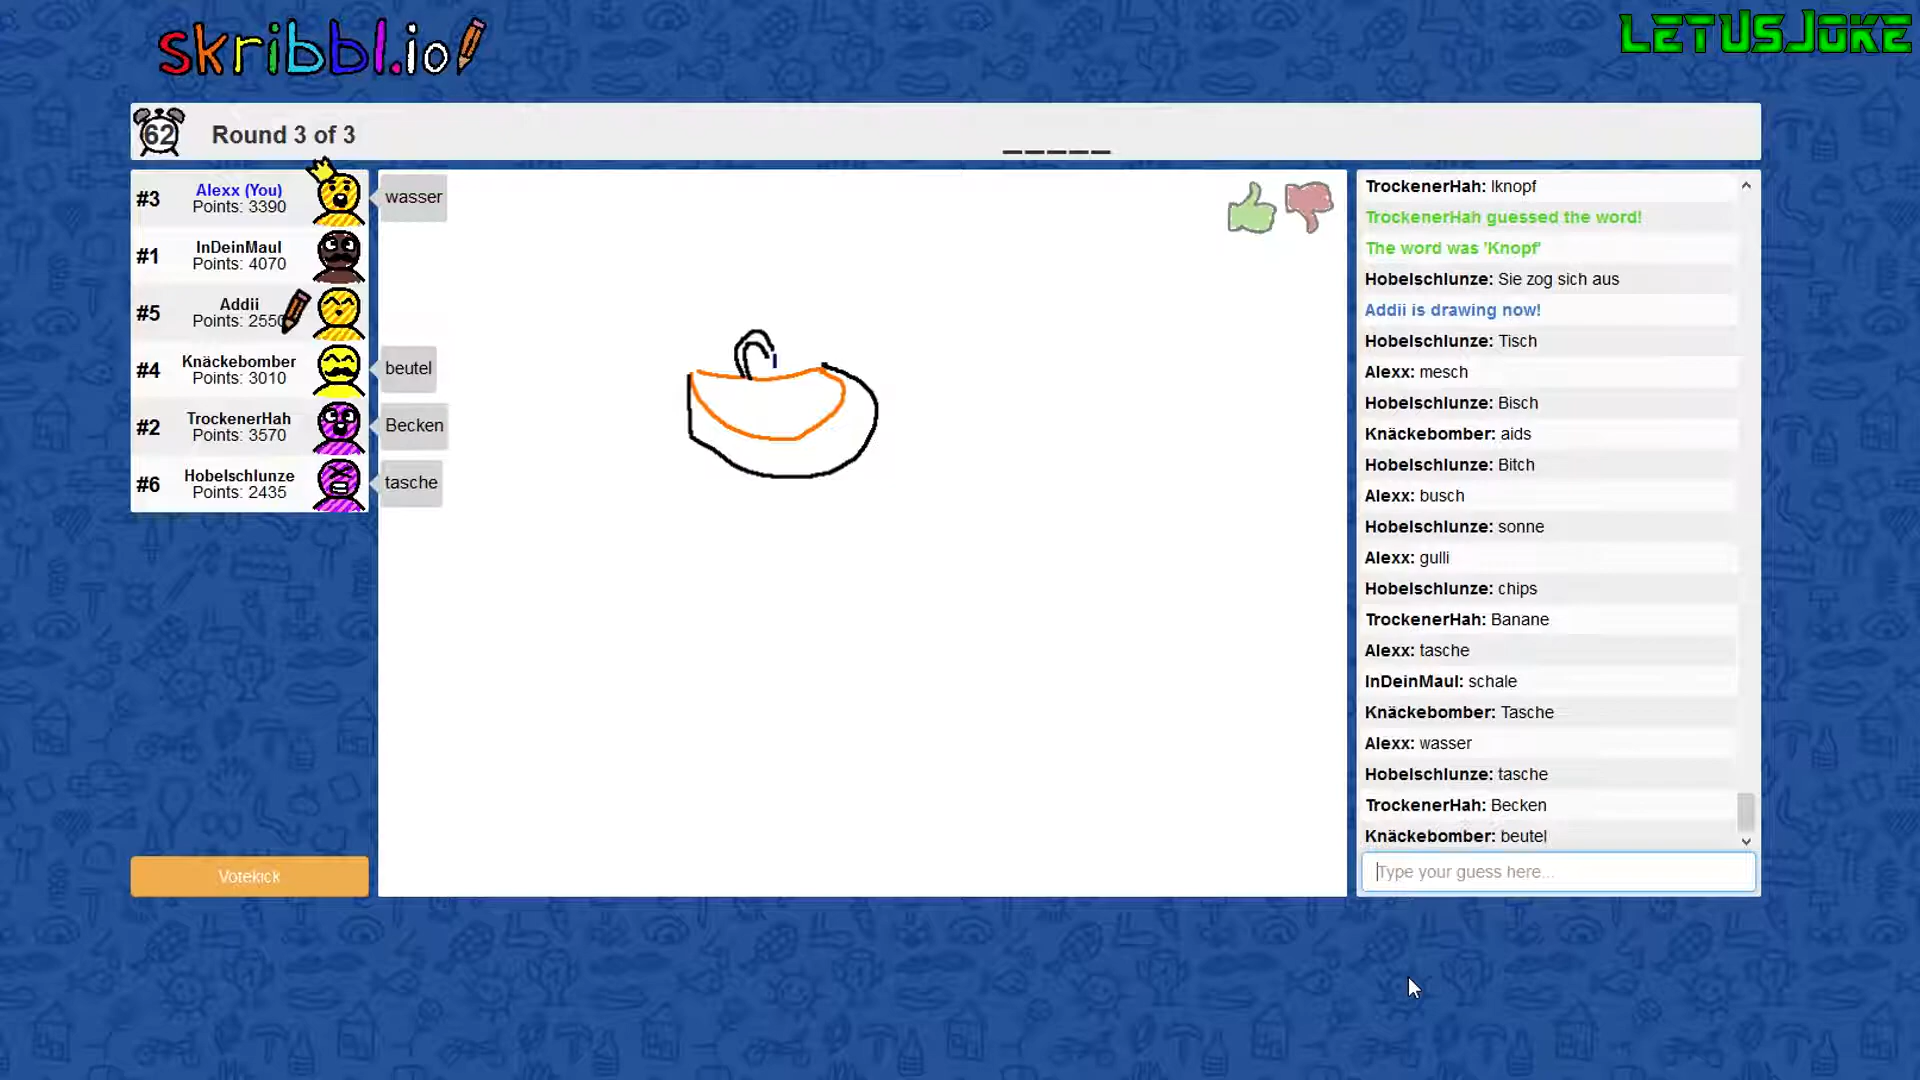 skribbl.io
LETUSJOKE
62
Round 3 of 3
_____
#3
Alexx (You)
Points: 3390
#1
InDeinMaul
Points: 4070
#5
Addii
Points: 2550
#4
Knäckebomber
Points: 3010
#2
TrockenerHah
Points: 3570
#6
Hobelschlunze
Points: 2435
wasser
beutel
Becken
tasche
Votekick
TrockenerHah: lknopf
TrockenerHah guessed the word!
The word was 'Knopf'
Hobelschlunze: Sie zog sich aus
Addii is drawing now!
Hobelschlunze: Tisch
Alexx: mesch
Hobelschlunze: Bisch
Knäckebomber: aids
Hobelschlunze: Bitch
Alexx: busch
Hobelschlunze: sonne
Alexx: gulli
Hobelschlunze: chips
TrockenerHah: Banane
Alexx: tasche
InDeinMaul: schale
Knäckebomber: Tasche
Alexx: wasser
Hobelschlunze: tasche
TrockenerHah: Becken
Knäckebomber: beutel
Type your guess here...